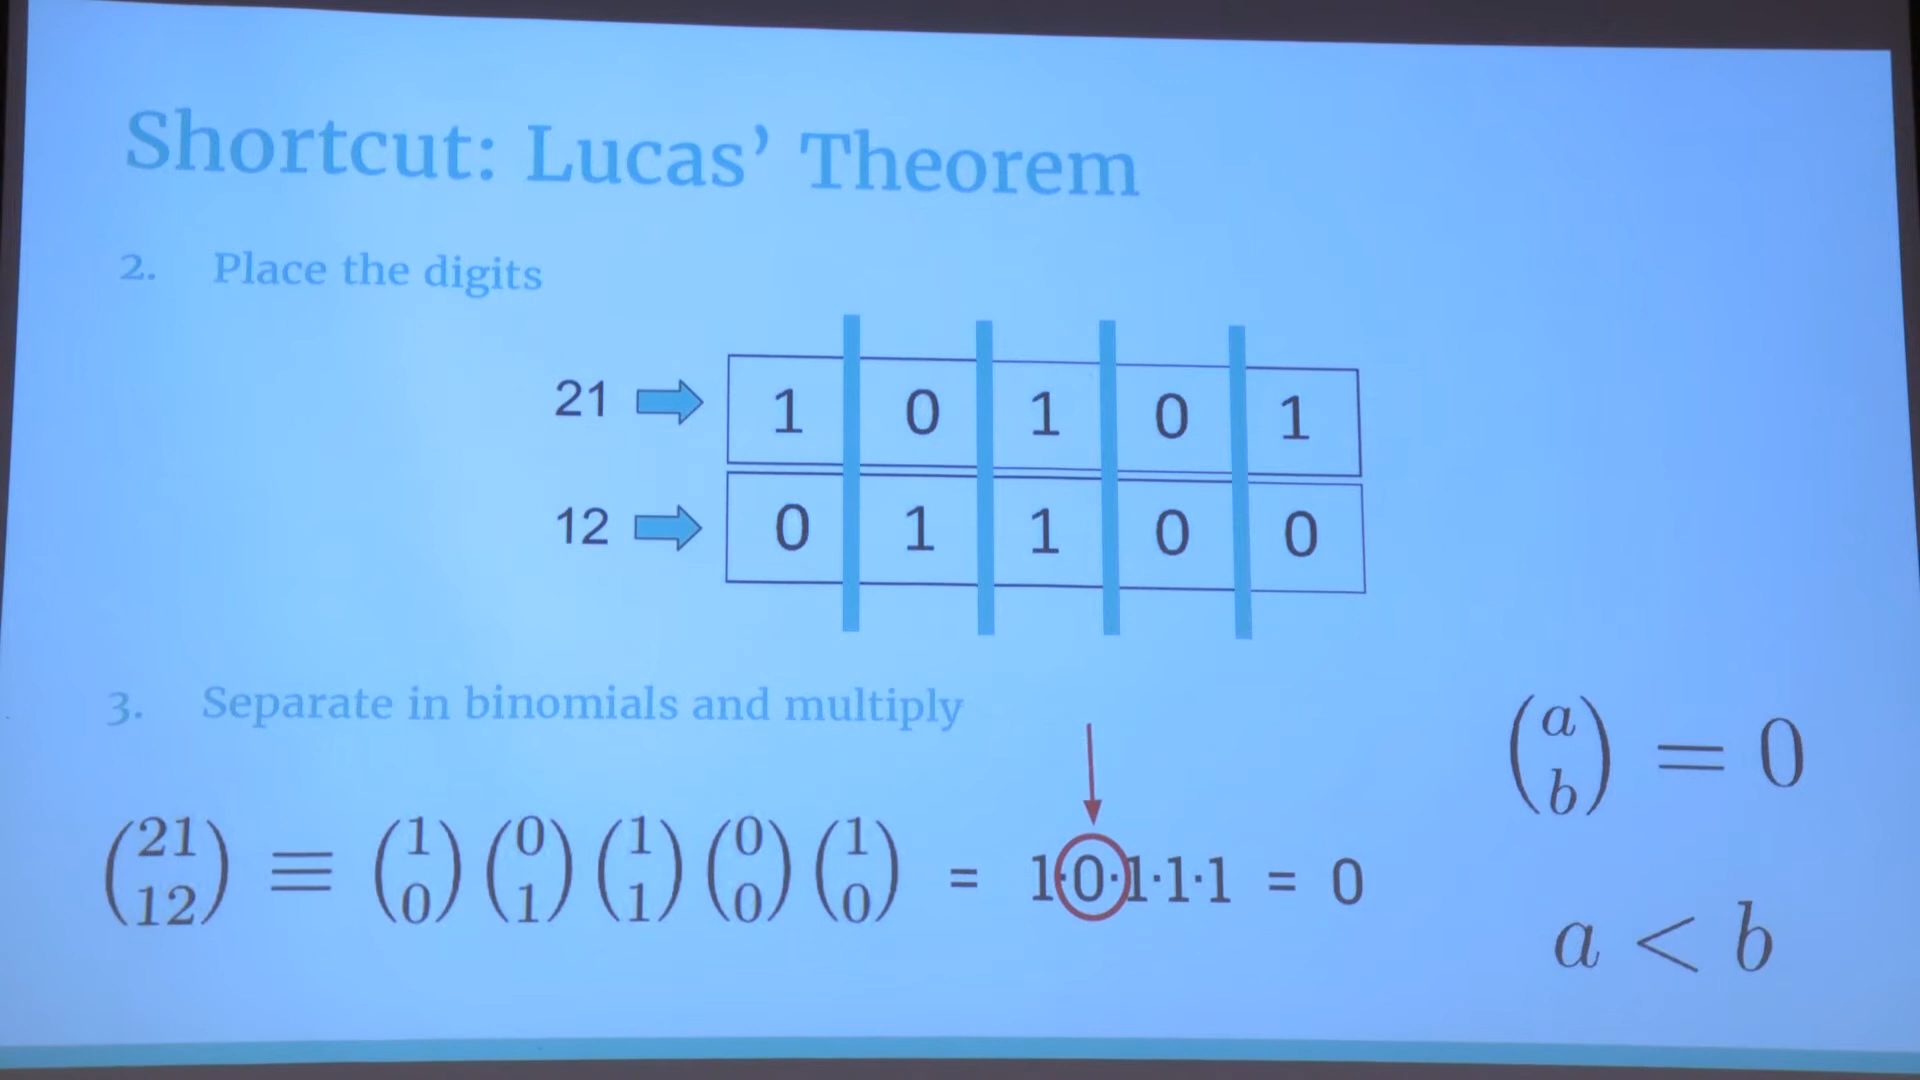 Shortcut: Lucas’ Theorem
2. Place the digits
21 1 0 1 0 1
12 0 1 1 0 0
3. Separate in binomials and multiply
(21 12) ≡ (1 0) (0 1) (1 1) (0 0) (1 0) = 1·0·1·1·1 = 0
(a b) = 0
a < b